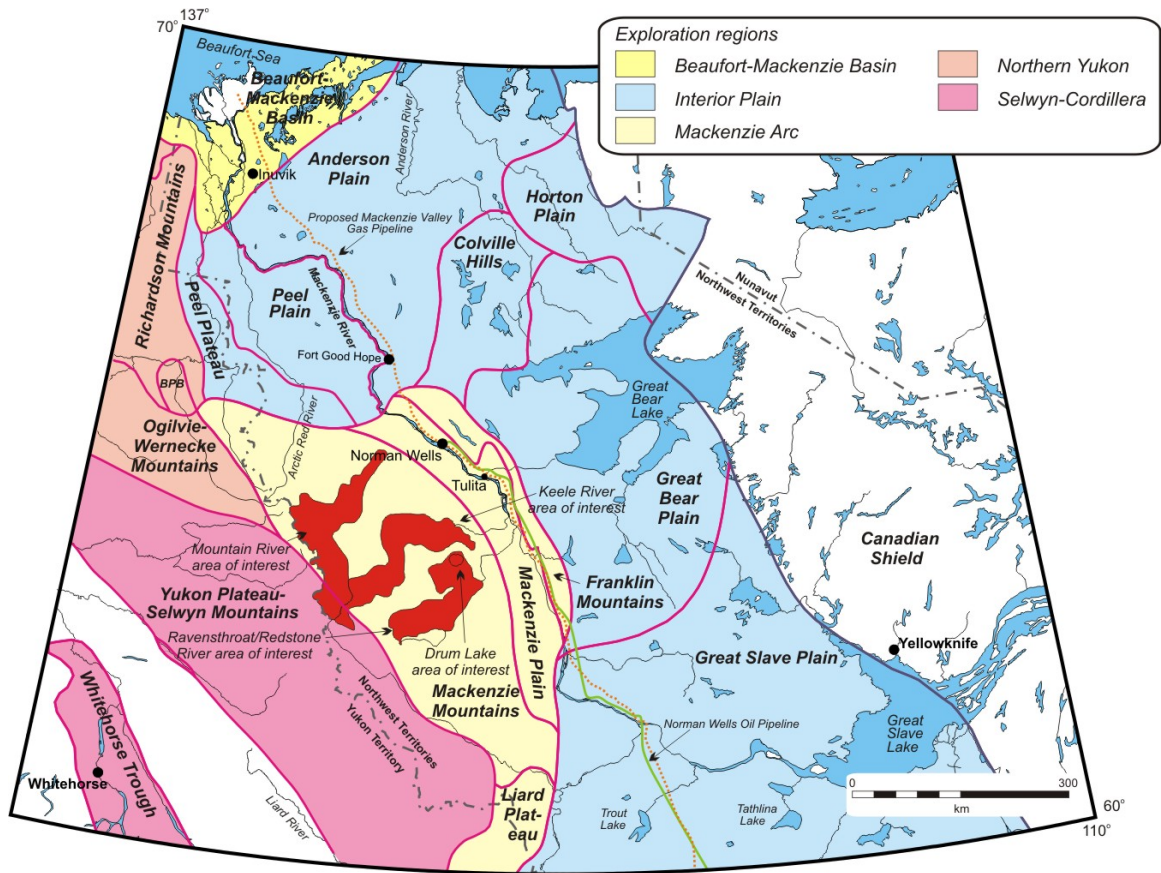 70°
137°
Exploration regions
Beaufort-Mackenzie Basin
Northern Yukon
Interior Plain
Selwyn-Cordillera
Mackenzie Arc
Beaufort Sea
Beaufort-
Mackenzie
Basin
Inuvik
Anderson
Plain
Anderson River
Horton
Plain
Proposed Mackenzie Valley
Gas Pipeline
Colville
Hills
Nunavut
Northwest Territories
Richardson Mountains
Peel Plateau
Peel
Plain
Mackenzie River
Fort Good Hope
BPB
Great
Bear
Lake
Ogilvie-
Wernecke
Mountains
Arctic Red River
Norman Wells
Tulita
Keele River
area of interest
Great
Bear
Plain
Canadian
Shield
Mountain River
area of interest
Yukon Plateau-
Selwyn Mountains
Franklin
Mountains
Mackenzie Plain
Ravensthroat/Redstone
River area of interest
Drum Lake
area of interest
Yellowknife
Great Slave Plain
Mackenzie
Mountains
Northwest Territories
Yukon Territory
Norman Wells Oil Pipeline
Great
Slave
Lake
Whitehorse Trough
Whitehorse
Liard River
Liard
Plat-
eau
Trout
Lake
Tathlina
Lake
0
300
km
60°
110°